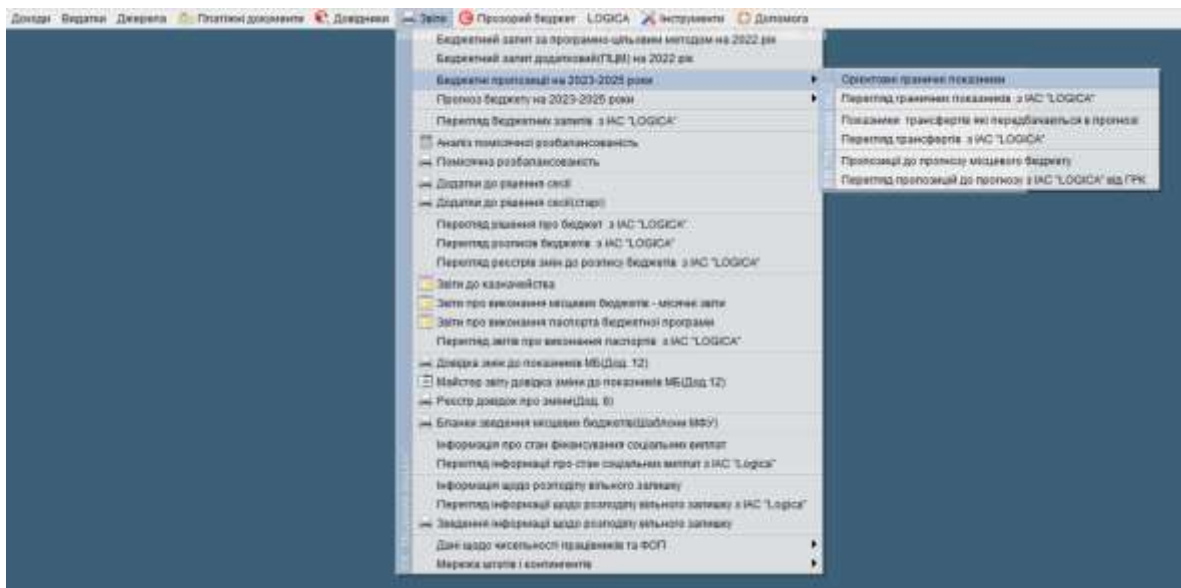 Доходи Видатки Джерела Платіжні документи Довідники Звіти Прозорий бюджет LOGICA Інструменти Допомога
Бюджетний запит за програмно-цільовим методом на 2022 рік
Бюджетний запит додатковий(ПЦМ) на 2022 рік
Бюджетні пропозиції на 2023-2025 роки
Прогноз бюджету на 2023-2025 роки
Перегляд бюджетних запитів з ІАС "LOGICA"
Аналіз помісячної розбалансованість
Помісячна розбалансованість
Додатки до рішення сесії
Додатки до рішення сесії(старі)
Перегляд рішення про бюджет з ІАС "LOGICA"
Перегляд розписів бюджетів з ІАС "LOGICA"
Перегляд реєстрів змін до розпису бюджетів з ІАС "LOGICA"
Звіти до казначейства
Звіти про виконання місцевих бюджетів - місячні звіти
Звіти про виконання паспорта бюджетної програми
Перегляд звітів про виконання паспортів з ІАС "LOGICA"
Довідка змін до показників МБ(Дод. 12)
Майстер звіту довідка зміни до показників МБ(Дод.12)
Реєстр довідок про зміни(Дод. 8)
Бланки зведення місцевих бюджетів(Шаблони МФУ)
Інформація про стан фінансування соціальних виплат
Перегляд інформації про стан соціальних виплат з ІАС "Logica"
Інформація щодо розподілу вільного залишку
Перегляд інформації щодо розподілу вільного залишку з ІАС "Logica"
Зведення інформації щодо розподілу вільного залишку
Дані щодо чисельності працівників та ФОП
Мережа штатів і контингентів
Орієнтовні граничні показники
Перегляд граничних показників з ІАС "LOGICA"
Показники трансфертів які передбачаються в прогнозі
Перегляд трансфертів з ІАС "LOGICA"
Пропозиції до прогнозу місцевого бюджету
Перегляд пропозицій до прогнозу з ІАС "LOGICA" від ГРК